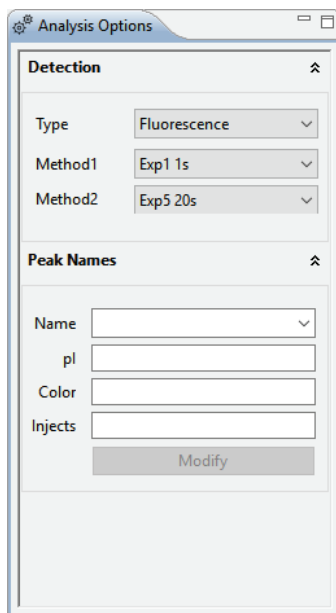 Analysis Options
Detection
Type Fluorescence
Method1 Exp1 1s
Method2 Exp5 20s
Peak Names
Name
pI
Color
Injects
Modify